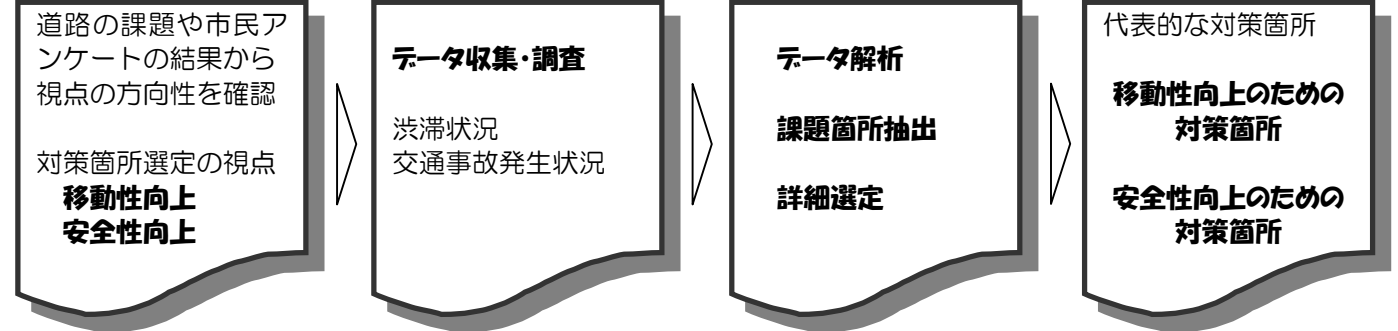 道路の課題や市民ア
ンケートの結果から
視点の方向性を確認
対策箇所選定の視点
移動性向上
安全性向上
データ収集・調査
渋滞状況
交通事故発生状況
データ解析
課題箇所抽出
詳細選定
代表的な対策箇所
移動性向上のための
対策箇所
安全性向上のための
対策箇所